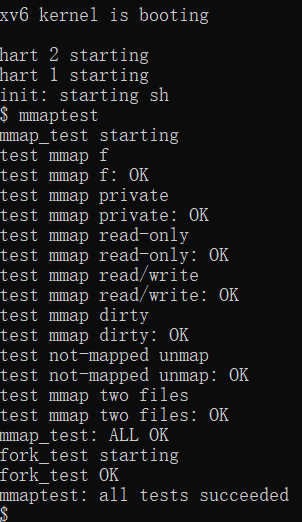 xv6 kernel is booting
hart 2 starting
hart 1 starting
init: starting sh
$ mmaptest
mmap_test starting
test mmap f
test mmap f: OK
test mmap private
test mmap private: OK
test mmap read-only
test mmap read-only: OK
test mmap read/write
test mmap read/write: OK
test mmap dirty
test mmap dirty: OK
test not-mapped unmap
test not-mapped unmap: OK
test mmap two files
test mmap two files: OK
mmap_test: ALL OK
fork_test starting
fork_test OK
mmaptest: all tests succeeded
$